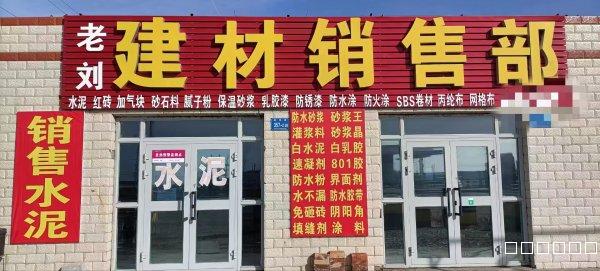 老刘
建材销售部
水泥 红砖 加气块 砂石料 腻子粉 保温砂浆 乳胶漆 防锈漆 防水涂 防火涂 SBS卷材 丙纶布 网格布
销售水泥
水泥
防水砂浆 砂浆王
灌浆料 砂浆晶
白水泥 白乳胶
速凝剂 801胶
防水粉 界面剂
水不漏 防水胶带
免砸砖 阴阳角
填缝剂 涂料